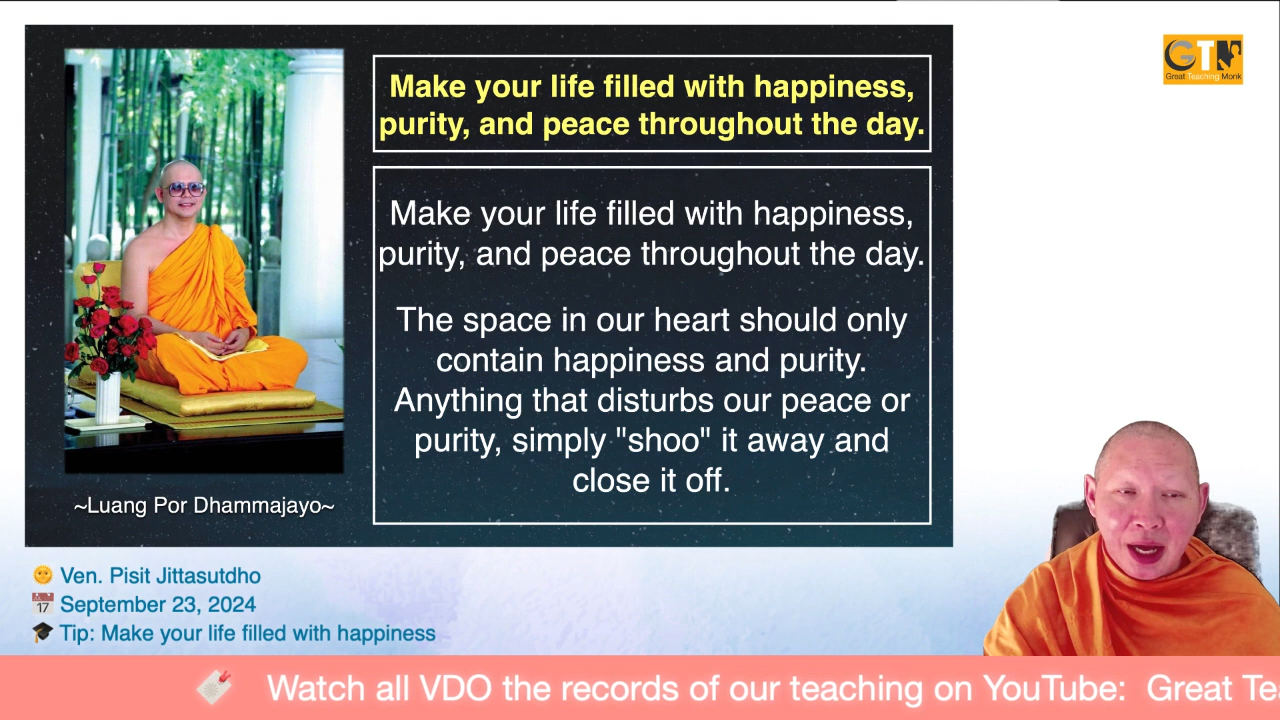 GTM
Great Teaching Monk
Make your life filled with happiness,
purity, and peace throughout the day.
Make your life filled with happiness,
purity, and peace throughout the day.
The space in our heart should only
contain happiness and purity.
Anything that disturbs our peace or
purity, simply "shoo" it away and
close it off.
~Luang Por Dhammajayo~
Ven. Pisit Jittasutdho
17
September 23, 2024
Tip: Make your life filled with happiness
Watch all VDO the records of our teaching on YouTube: Great Te